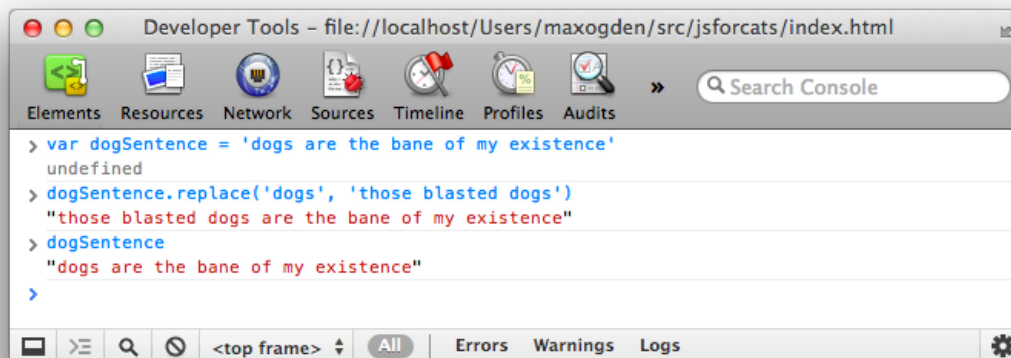 Developer Tools - file://localhost/Users/maxogden/src/jsforcats/index.html
Elements Resources Network Sources Timeline Profiles Audits » Search Console
> var dogSentence = 'dogs are the bane of my existence'
undefined
> dogSentence.replace('dogs', 'those blasted dogs')
"those blasted dogs are the bane of my existence"
> dogSentence
"dogs are the bane of my existence"
>
<top frame> All Errors Warnings Logs